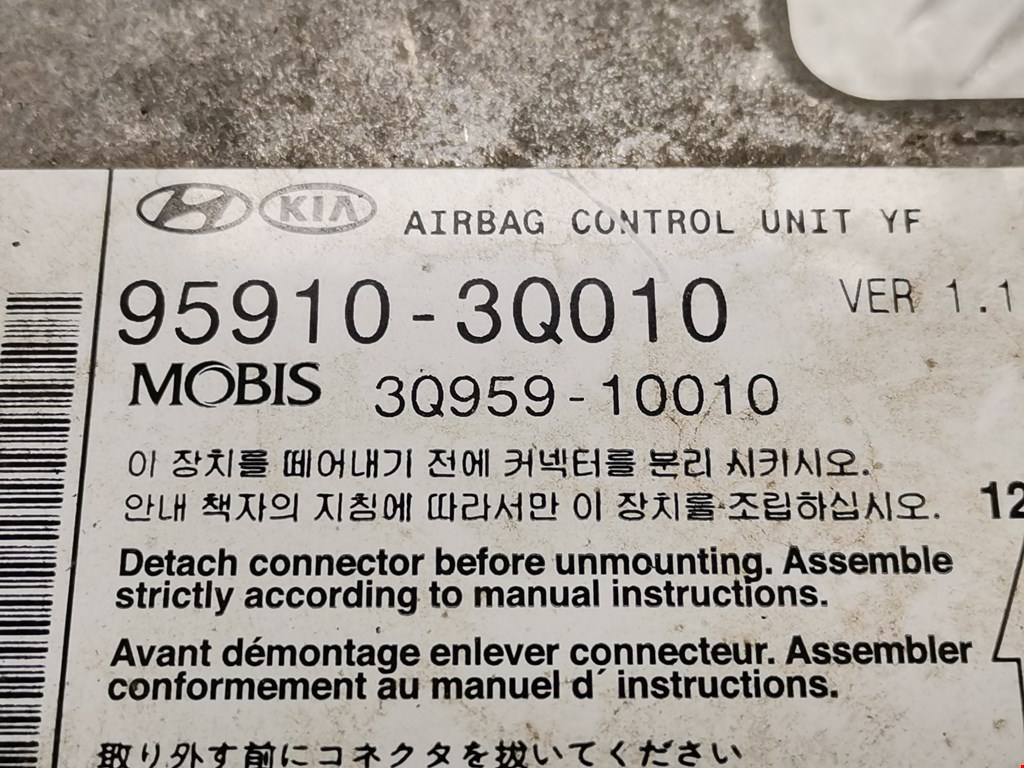 KIA AIRBAG CONTROL UNIT YF
95910-3Q010 VER 1.1
MOBIS 3Q959-10010
이 장치를 떼어내기 전에 커넥터를 분리 시키시오.
안내 책자의 지침에 따라서만 이 장치를 조립하십시오.
12
Detach connector before unmounting. Assemble
strictly according to manual instructions.
Avant démontage enlever connecteur. Assembler
conformement au manuel d´ instructions.
取り外す前にコネクタを抜いてください